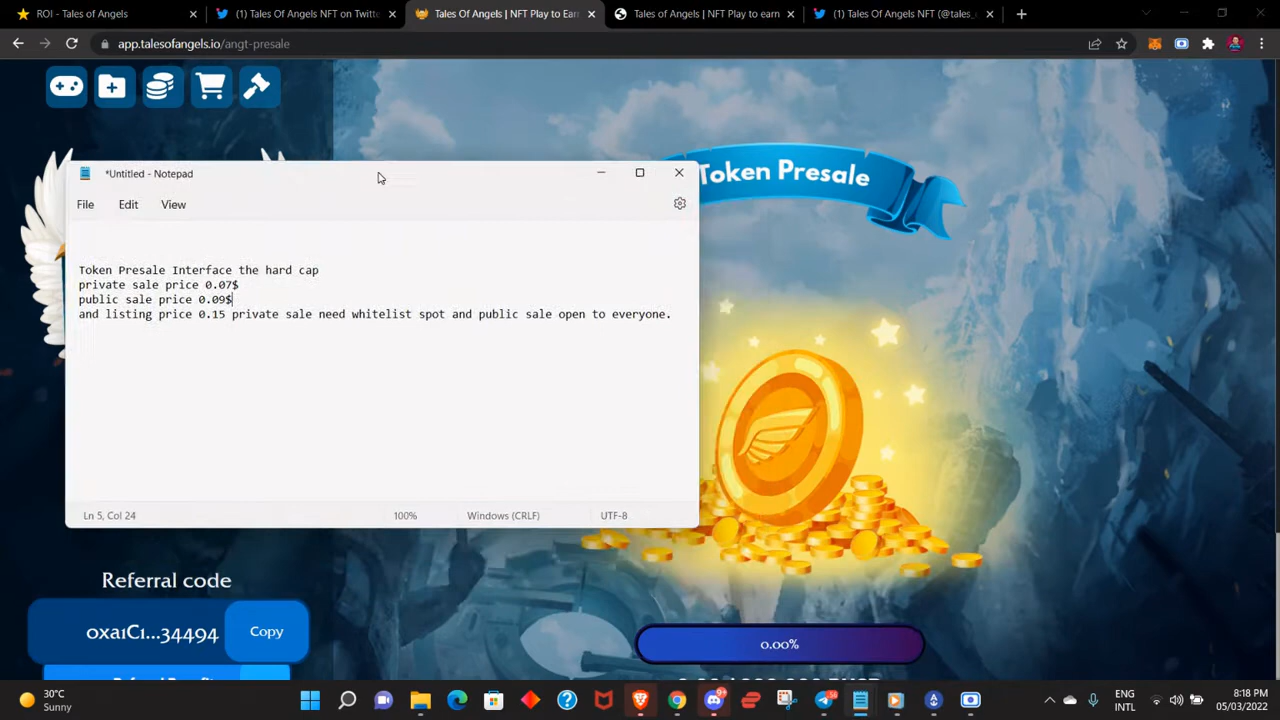 ROI - Tales Of Angels
(1) Tales Of Angels NFT on Twitte
Tales Of Angels | NFT Play to Earn
Tales of Angels | NFT Play to earn
(1) Tales Of Angels NFT (@tales_
app.talesofangels.io/angt-presale
Token Presale
*Untitled - Notepad
File Edit View
Token Presale Interface the hard cap
private sale price 0.07$
public sale price 0.09$
and listing price 0.15 private sale need whitelist spot and public sale open to everyone.
Ln 5, Col 24
100%
Windows (CRLF)
UTF-8
Referral code
0xa1C1...34494
Copy
0.00%
30°C
Sunny
ENG
INTL
8:18 PM
05/03/2022